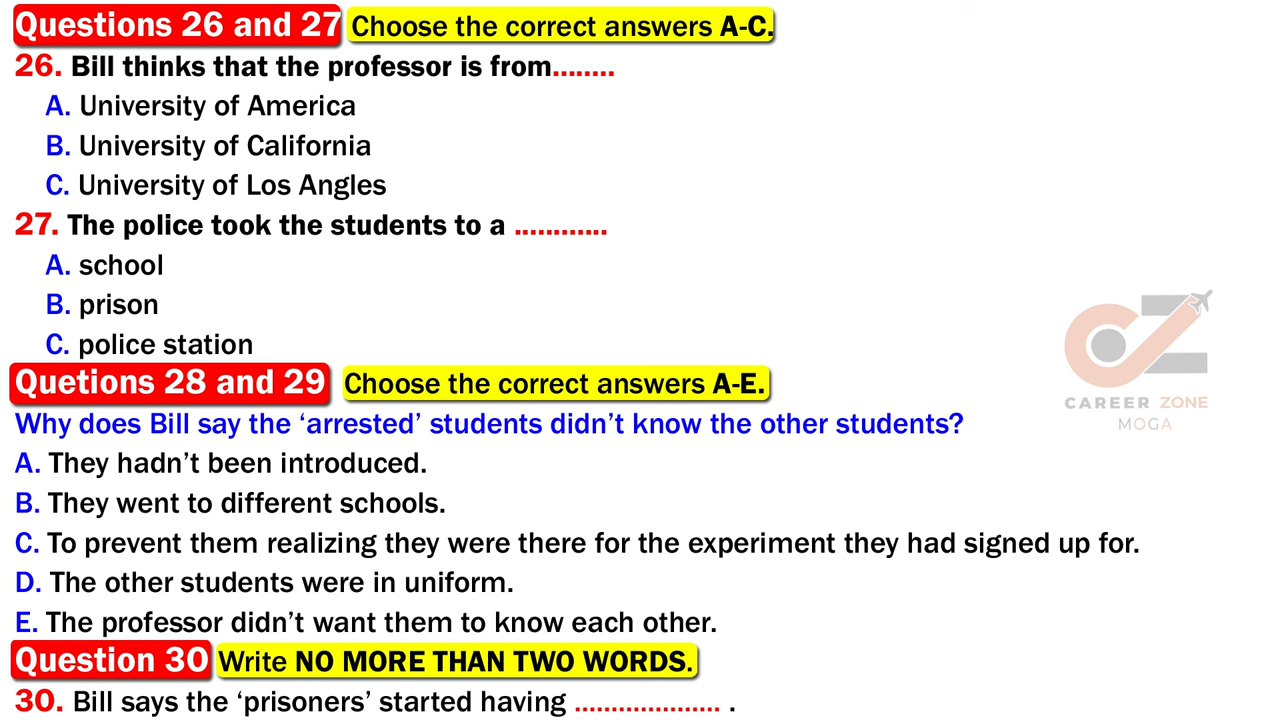 Questions 26 and 27 Choose the correct answers A-C.
26. Bill thinks that the professor is from........
A. University of America
B. University of California
C. University of Los Angles
27. The police took the students to a ............
A. school
B. prison
C. police station
Quetions 28 and 29 Choose the correct answers A-E.
Why does Bill say the ‘arrested’ students didn’t know the other students?
A. They hadn’t been introduced.
B. They went to different schools.
C. To prevent them realizing they were there for the experiment they had signed up for.
D. The other students were in uniform.
E. The professor didn’t want them to know each other.
Question 30 Write NO MORE THAN TWO WORDS.
30. Bill says the ‘prisoners’ started having .................... .
CZ
CAREER ZONE
MOGA